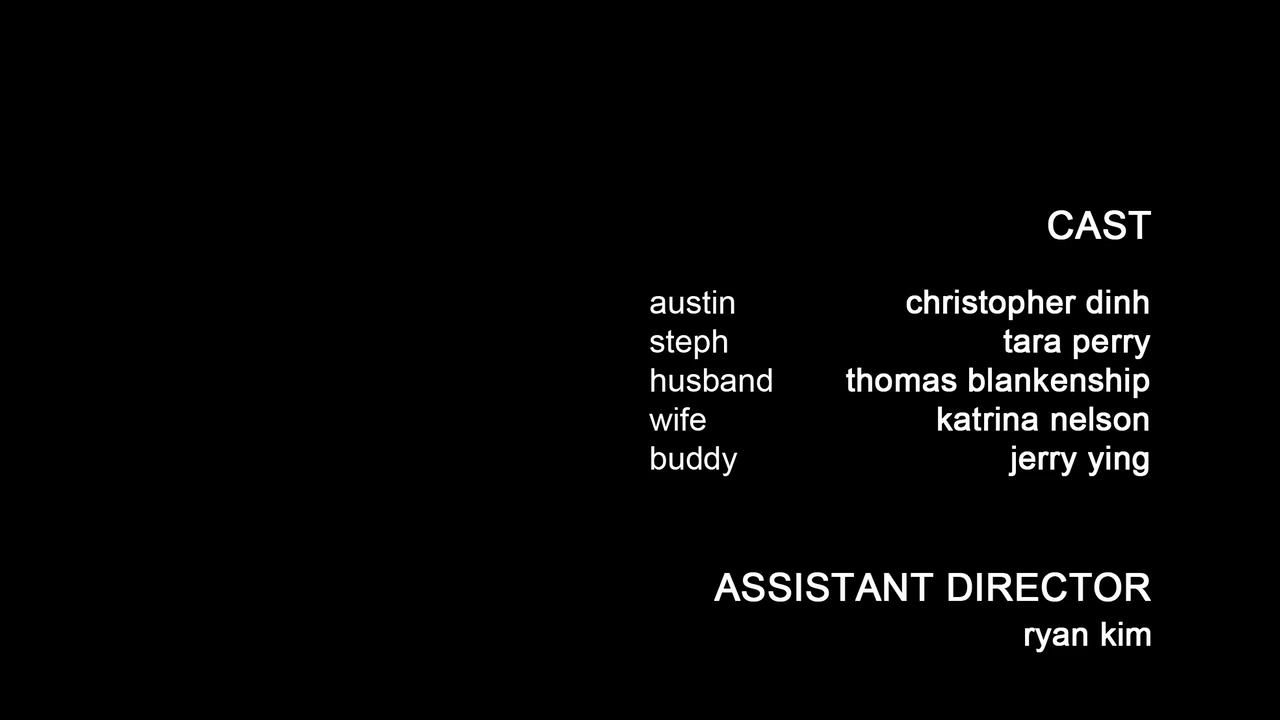 CAST
austin christopher dinh
steph tara perry
husband thomas blankenship
wife katrina nelson
buddy jerry ying
ASSISTANT DIRECTOR
ryan kim